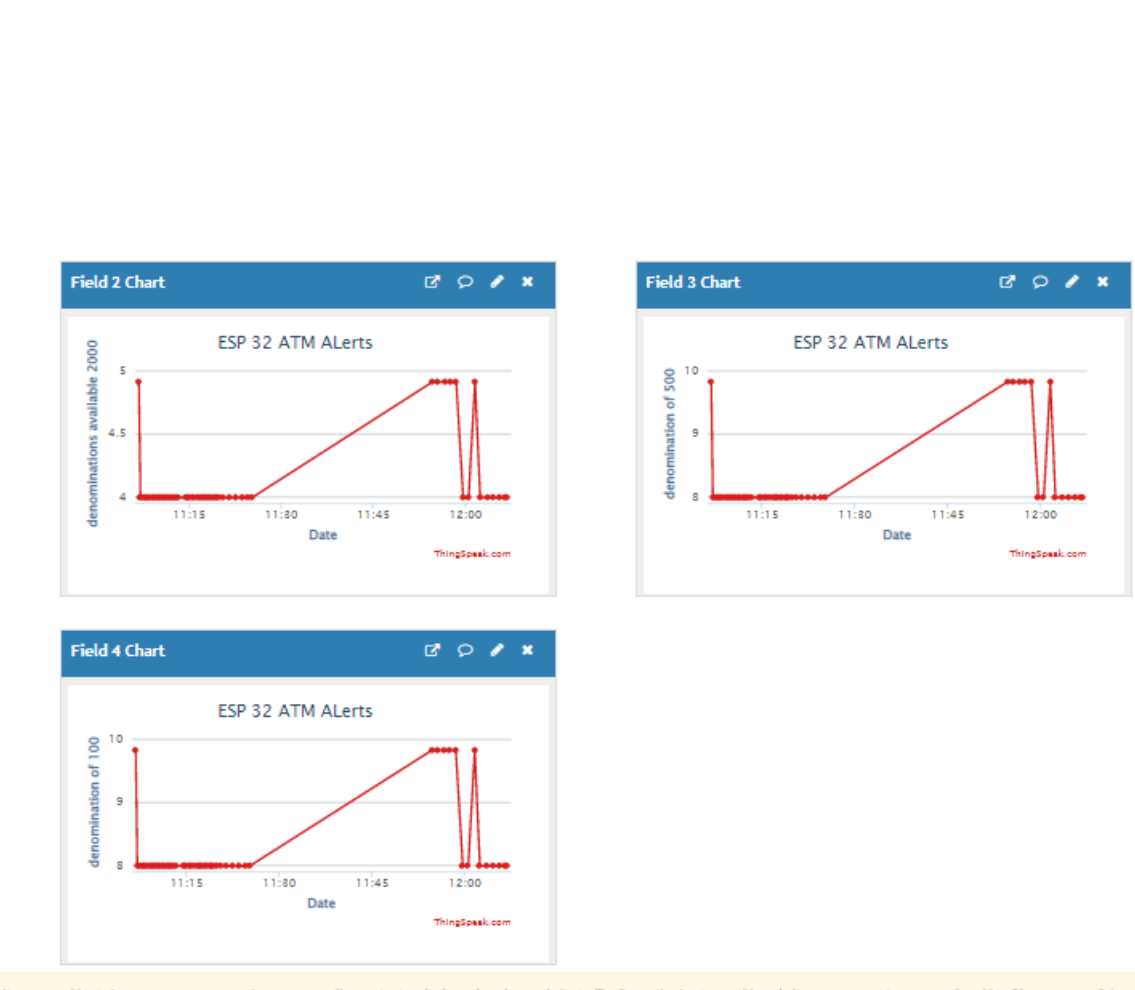 Field 2 Chart
ESP 32 ATM ALerts
denominations available 2000
5
4.5
4
11:15 11:80 11:45 12:00
Date
ThingSpeak.com
Field 3 Chart
ESP 32 ATM ALerts
denomination of 500
10
9
8
11:15 11:80 11:45 12:00
Date
ThingSpeak.com
Field 4 Chart
ESP 32 ATM ALerts
denomination of 100
10
9
8
11:15 11:80 11:45 12:00
Date
ThingSpeak.com